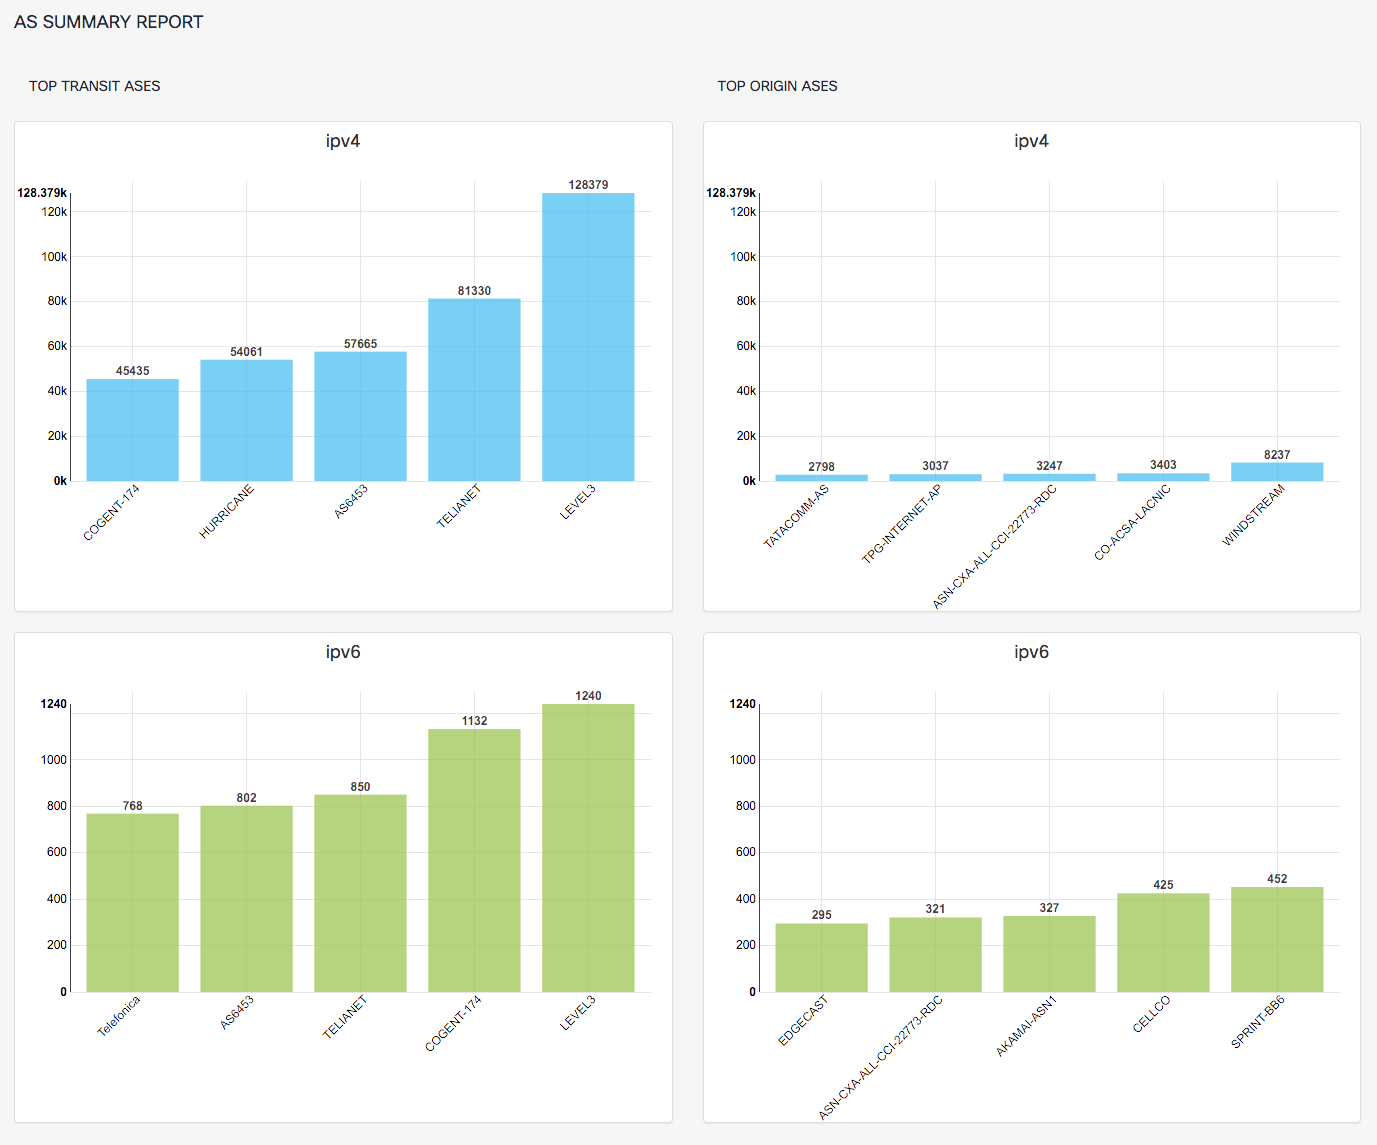 AS SUMMARY REPORT
TOP TRANSIT ASES
ipv4
128.379k
120k
100k
80k
60k
40k
20k
0k
45435
54061
57665
81330
128379
COGENT-174
HURRICANE
AS6453
TELIANET
LEVEL3
TOP ORIGIN ASES
ipv4
128.379k
120k
100k
80k
60k
40k
20k
0k
2798
3037
3247
3403
8237
TATACOMM-AS
TPG-INTERNET-AP
ASN-CXA-ALL-CCI-22773-RDC
CO-ACSA-LACNIC
WINDSTREAM
ipv6
1240
1000
800
600
400
200
0
768
802
850
1132
1240
Telefonica
AS6453
TELIANET
COGENT-174
LEVEL3
ipv6
1240
1000
800
600
400
200
0
295
321
327
425
452
EDGECAST
ASN-CXA-ALL-CCI-22773-RDC
AKAMAI-ASN1
CELLCO
SPRINT-BB6